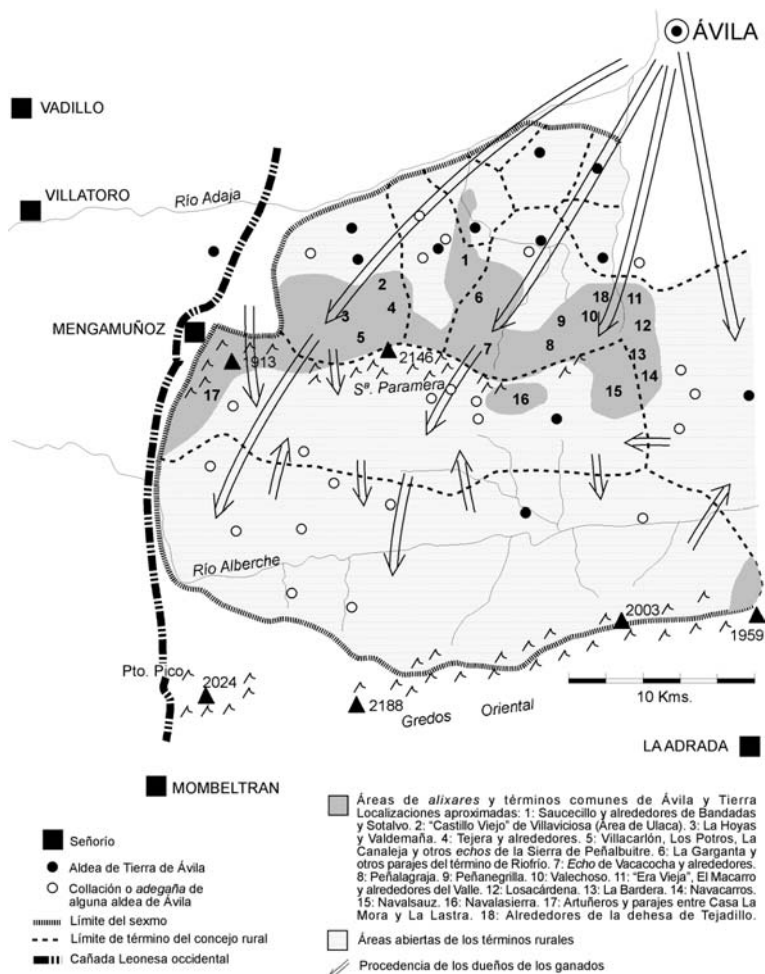 ÁVILA
VADILLO
VILLATORO
Río Adaja
MENGAMUÑOZ
1
2
3
4
5
6
7
8
9
10
18
11
12
13
14
15
16
17
1913
2146
Sª. Paramera
Río Alberche
2003
1959
Pto. Pico
2024
2188
Gredos Oriental
10 Kms.
LA ADRADA
MOMBELTRAN
Señorío
Aldea de Tierra de Ávila
Collación o adegaña de
alguna aldea de Ávila
Límite del sexmo
Límite de término del concejo rural
Cañada Leonesa occidental
Áreas de alixares y términos comunes de Ávila y Tierra
Localizaciones aproximadas: 1: Saucecillo y alrededores de Bandadas
y Sotalvo. 2: "Castillo Viejo" de Villaviciosa (Área de Ulaca). 3: La Hoyas
y Valdemaña. 4: Tejera y alrededores. 5: Villacarlón, Los Potros, La
Canaleja y otros echos de la Sierra de Peñalbuitre. 6: La Garganta y
otros parajes del término de Riofrío. 7: Echo de Vacacocha y alrededores.
8: Peñalagraja. 9: Peñanegrilla. 10: Valechoso. 11: "Era Vieja", El Macarro
y alrededores del Valle. 12: Losacárdena. 13: La Bardera. 14: Navacarros.
15: Navalsauz. 16: Navalasierra. 17: Artuñeros y parajes entre Casa La
Mora y La Lastra. 18: Alrededores de la dehesa de Tejadillo.
Áreas abiertas de los términos rurales
Procedencia de los dueños de los ganados